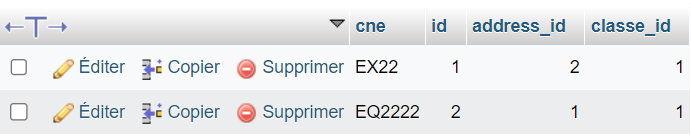 cne id address_id classe_id
Éditer Copier Supprimer EX22 1 2 1
Éditer Copier Supprimer EQ2222 2 1 1